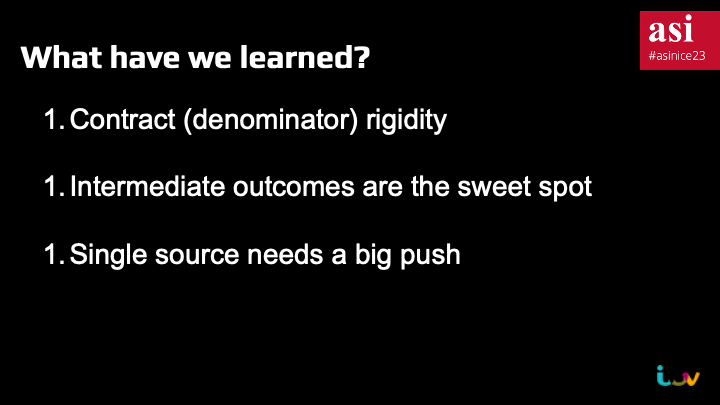 asi
#asinice23
What have we learned?
1. Contract (denominator) rigidity
1. Intermediate outcomes are the sweet spot
1. Single source needs a big push
itv